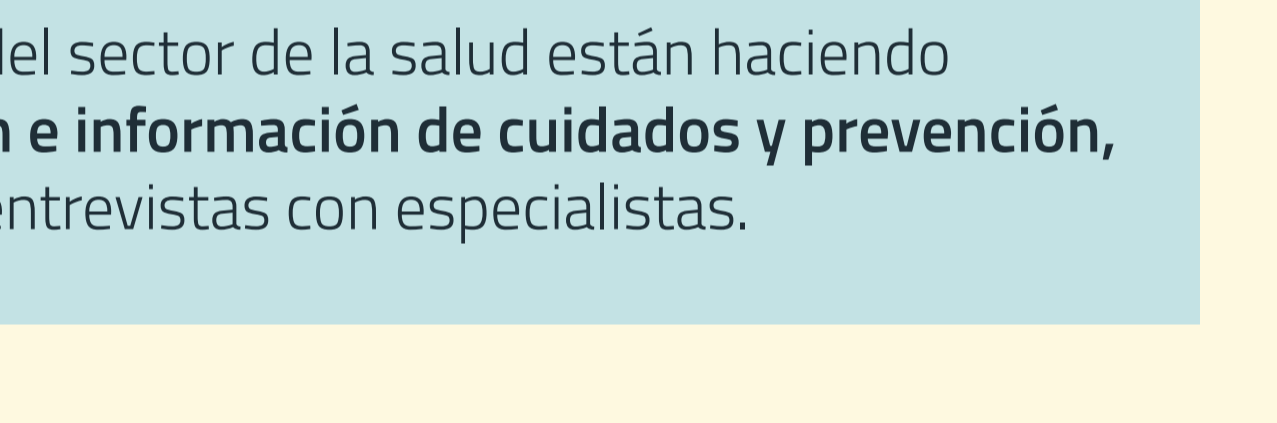 del sector de la salud están haciendo
e información de cuidados y prevención,
entrevistas con especialistas.